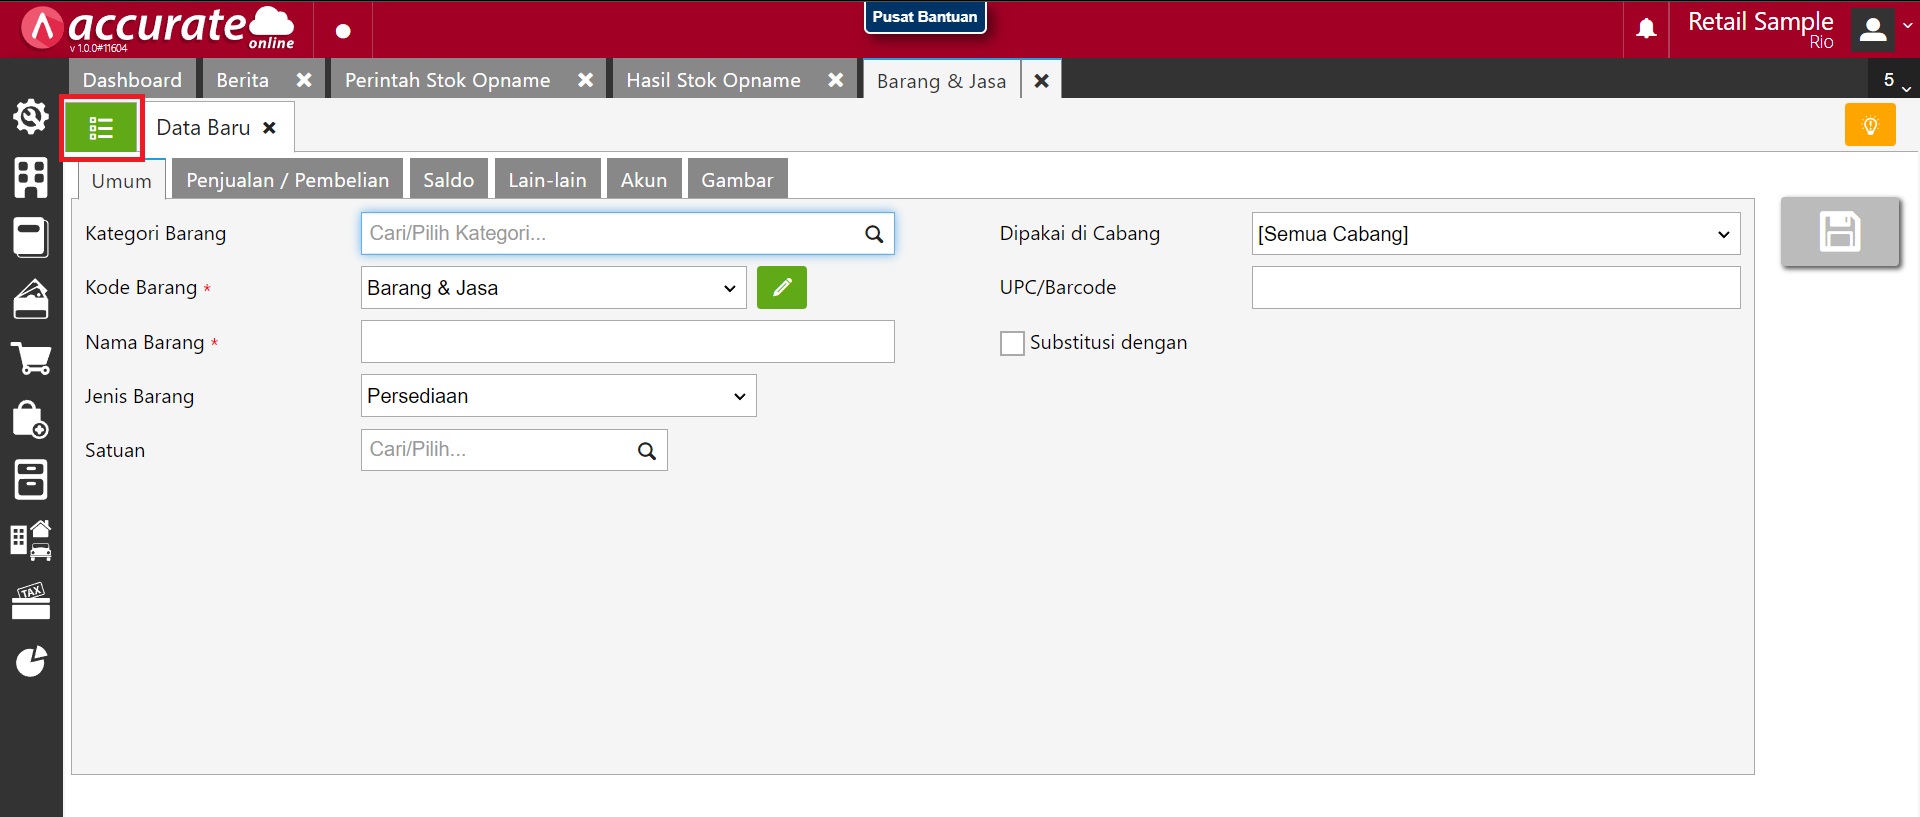 accurate
online
v 1.0.0#11604
Pusat Bantuan
Retail Sample
Rio
Dashboard
Berita
Perintah Stok Opname
Hasil Stok Opname
Barang & Jasa
5
Data Baru
Umum
Penjualan / Pembelian
Saldo
Lain-lain
Akun
Gambar
Kategori Barang
Cari/Pilih Kategori...
Dipakai di Cabang
[Semua Cabang]
Kode Barang *
Barang & Jasa
UPC/Barcode
Nama Barang *
Substitusi dengan
Jenis Barang
Persediaan
Satuan
Cari/Pilih...
TAX